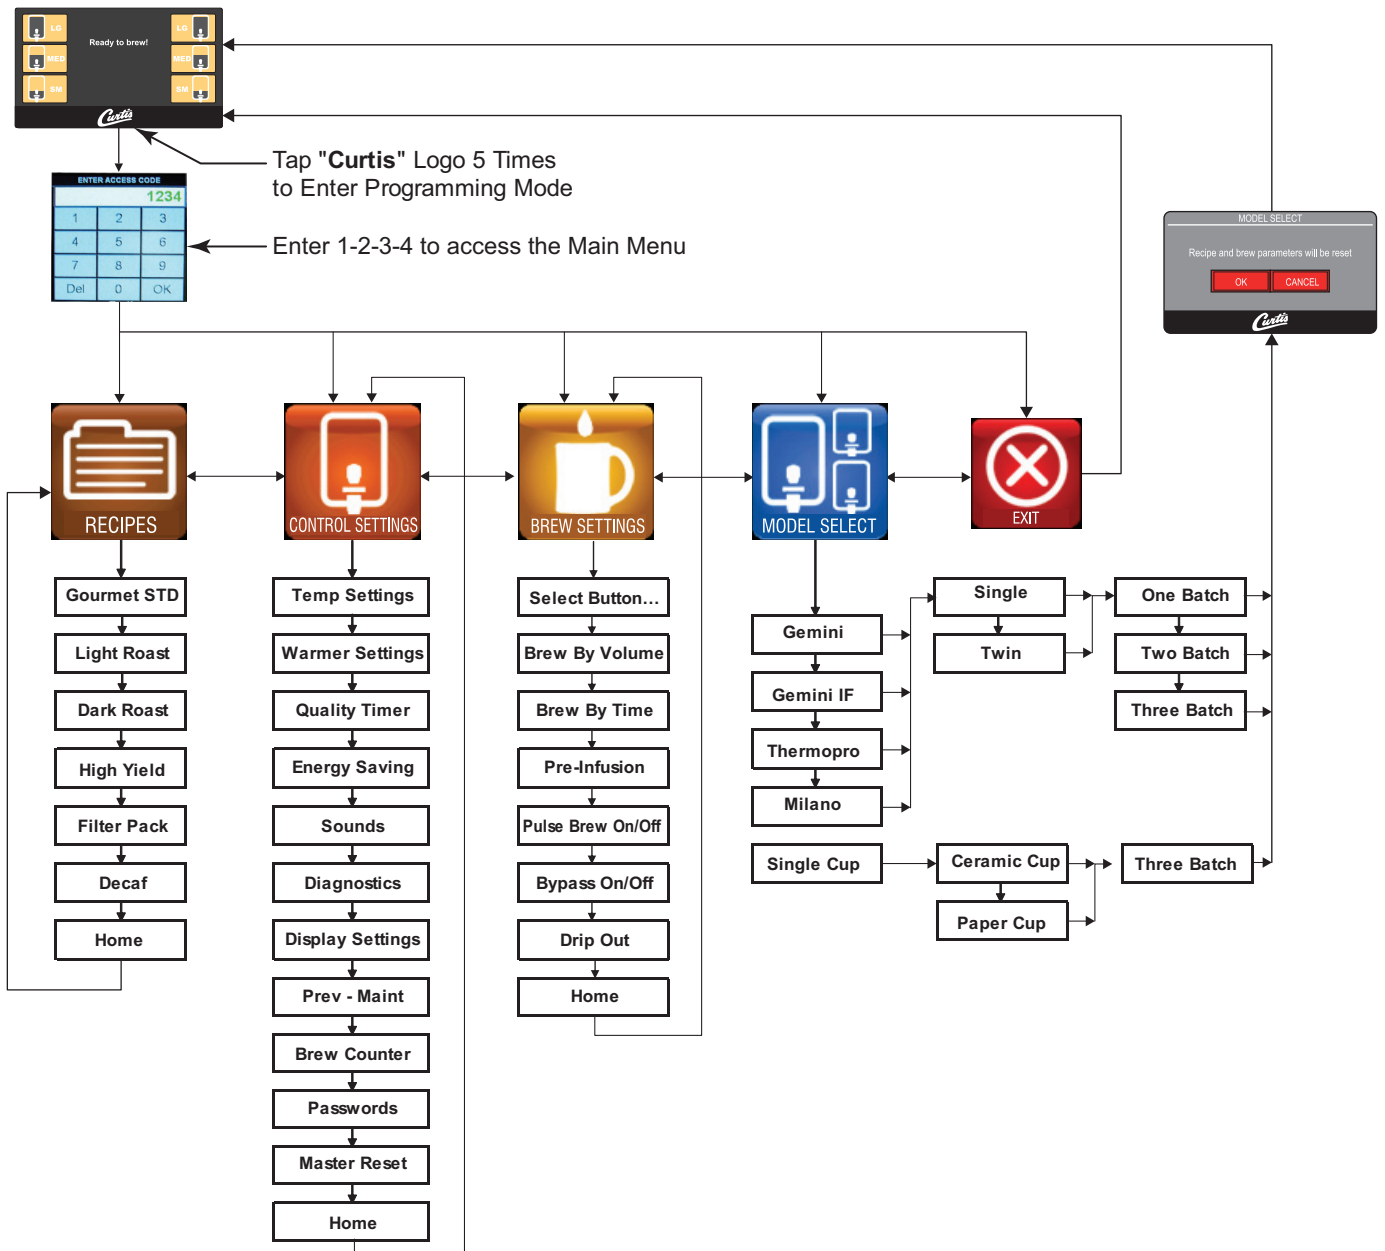 LG
LG
Ready to brew!
MED
MED
SM
SM
Curtis
Tap "Curtis" Logo 5 Times
to Enter Programming Mode
ENTER ACCESS CODE
1234
1 2 3
4 5 6
7 8 9
Del 0 OK
Enter 1-2-3-4 to access the Main Menu
MODEL SELECT
Recipe and brew parameters will be reset
OK CANCEL
Curtis
RECIPES
CONTROL SETTINGS
BREW SETTINGS
MODEL SELECT
EXIT
Gourmet STD
Light Roast
Dark Roast
High Yield
Filter Pack
Decaf
Home
Temp Settings
Warmer Settings
Quality Timer
Energy Saving
Sounds
Diagnostics
Display Settings
Prev - Maint
Brew Counter
Passwords
Master Reset
Home
Select Button...
Brew By Volume
Brew By Time
Pre-Infusion
Pulse Brew On/Off
Bypass On/Off
Drip Out
Home
Gemini
Gemini IF
Thermopro
Milano
Single
Twin
One Batch
Two Batch
Three Batch
Single Cup
Ceramic Cup
Paper Cup
Three Batch